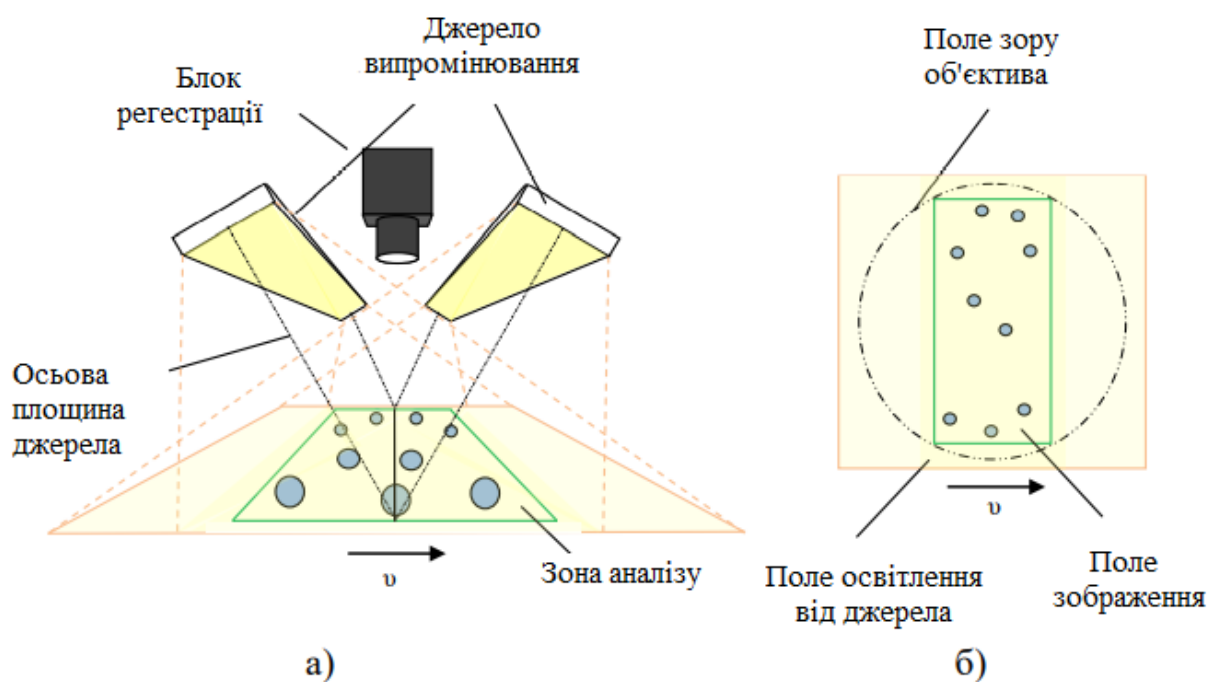 Джерело
випромінювання
Блок
регестрації
Осьова
площина
джерела
υ
Зона аналізу
а)
Поле зору
об'єктива
υ
Поле освітлення
від джерела
Поле
зображення
б)